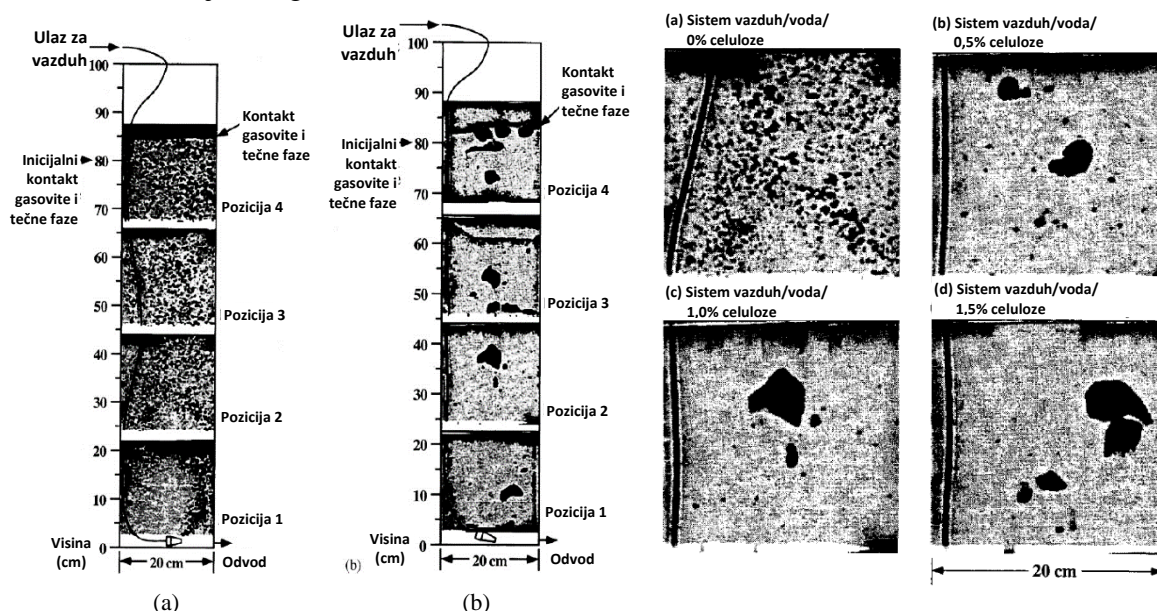 Ulaz za
vazduh
100
90
80
70
60
50
40
30
20
10
0
Inicijalni
kontakt
gasovite i
tečne faze
Kontakt
gasovite i
tečne faze
Pozicija 4
Pozicija 3
Pozicija 2
Pozicija 1
Visina
(cm)
20 cm
Odvod
(a)
Ulaz za
vazduh
100
90
80
70
60
50
40
30
20
10
0
Inicijalni
kontakt
gasovite i
tečne faze
Kontakt
gasovite i
tečne faze
Pozicija 4
Pozicija 3
Pozicija 2
Pozicija 1
Visina
(cm)
(b)
20 cm
Odvod
(b)
(a) Sistem vazduh/voda/
0% celuloze
(b) Sistem vazduh/voda/
0,5% celuloze
(c) Sistem vazduh/voda/
1,0% celuloze
(d) Sistem vazduh/voda/
1,5% celuloze
20 cm